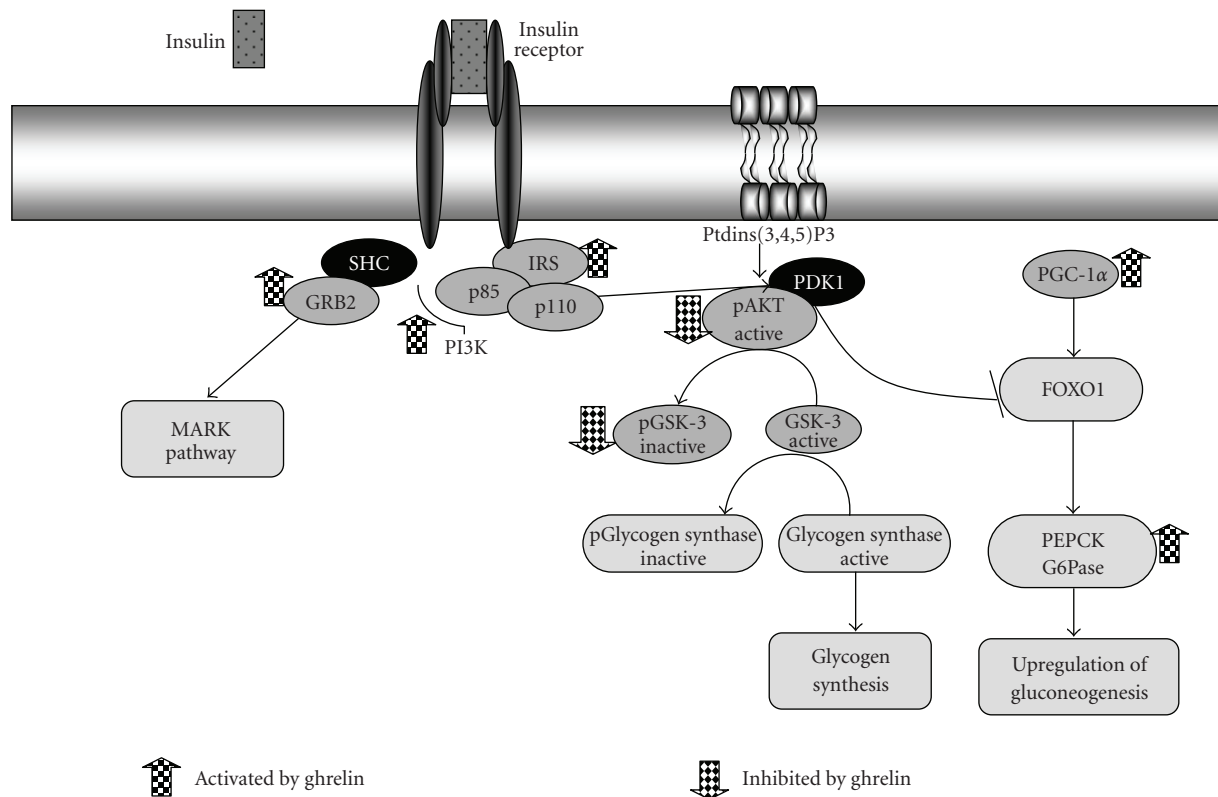 Insulin
Insulin
receptor
Ptdins(3,4,5)P3
SHC
IRS
PDK1
PGC-1α
GRB2
p85
p110
pAKT
active
PI3K
FOXO1
MARK
pathway
pGSK-3
inactive
GSK-3
active
pGlycogen synthase
inactive
Glycogen synthase
active
PEPCK
G6Pase
Glycogen
synthesis
Upregulation of
gluconeogenesis
Activated by ghrelin
Inhibited by ghrelin